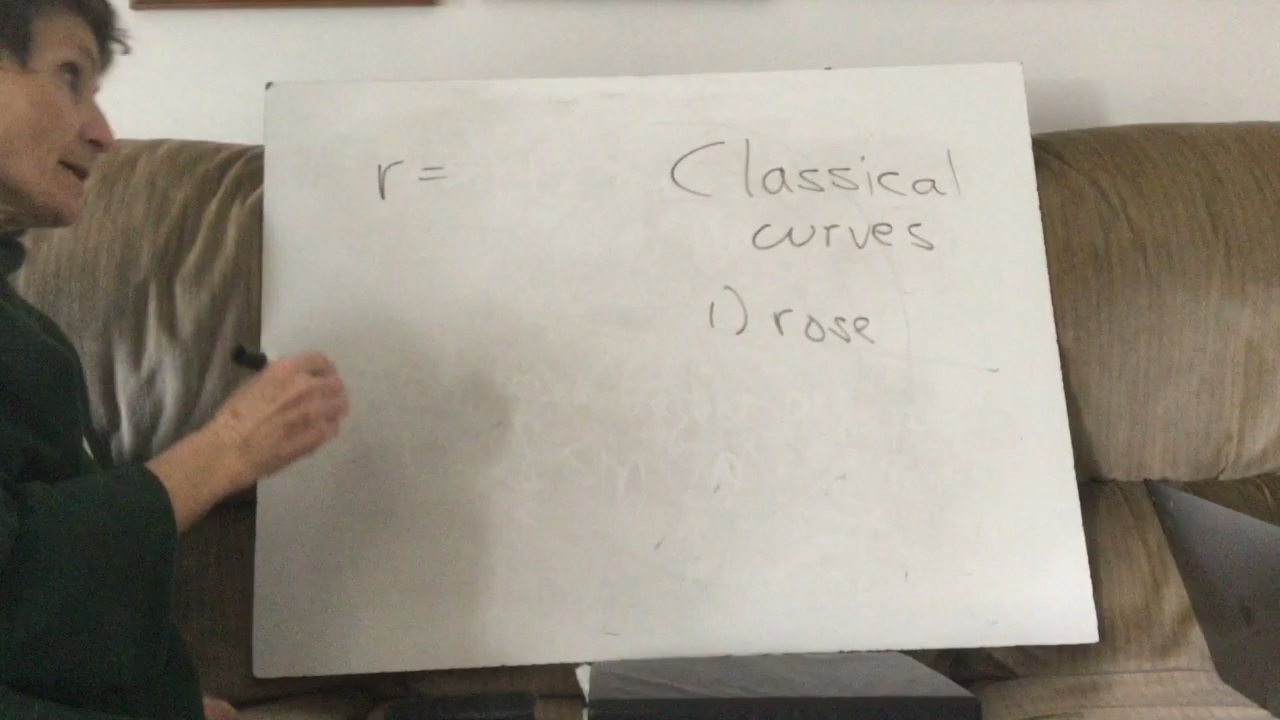 r =
Classical
curves
1) rose